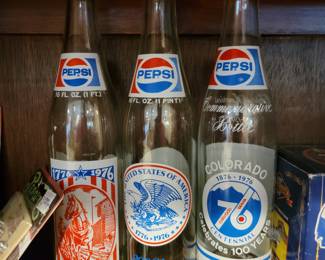 PEPSI
16 FL. OZ. (1 PT.)
1776 1976
PEPSI
16 FL. OZ. (1 PINT)
UNITED STATES OF AMERICA
•1776•1976•
PEPSI
Commemorative
Bottle
COLORADO
1876•1976
76
CENTENNIAL
Celebrates 100 YEARS